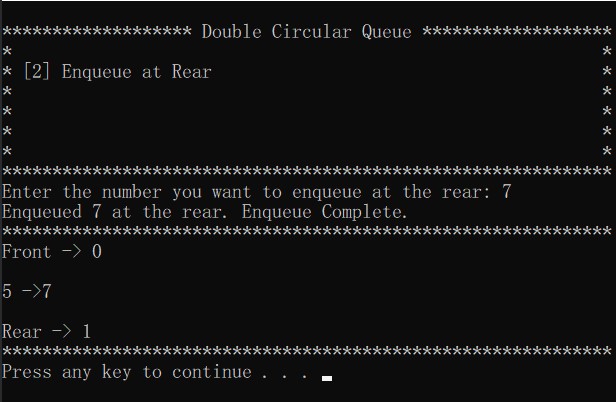 ******************* Double Circular Queue *******************
*                                                           *
* [2] Enqueue at Rear                                       *
*                                                           *
*                                                           *
*                                                           *
*                                                           *
*************************************************************
Enter the number you want to enqueue at the rear: 7
Enqueued 7 at the rear. Enqueue Complete.
*************************************************************
Front -> 0
5 ->7
Rear -> 1
*************************************************************
Press any key to continue . . .